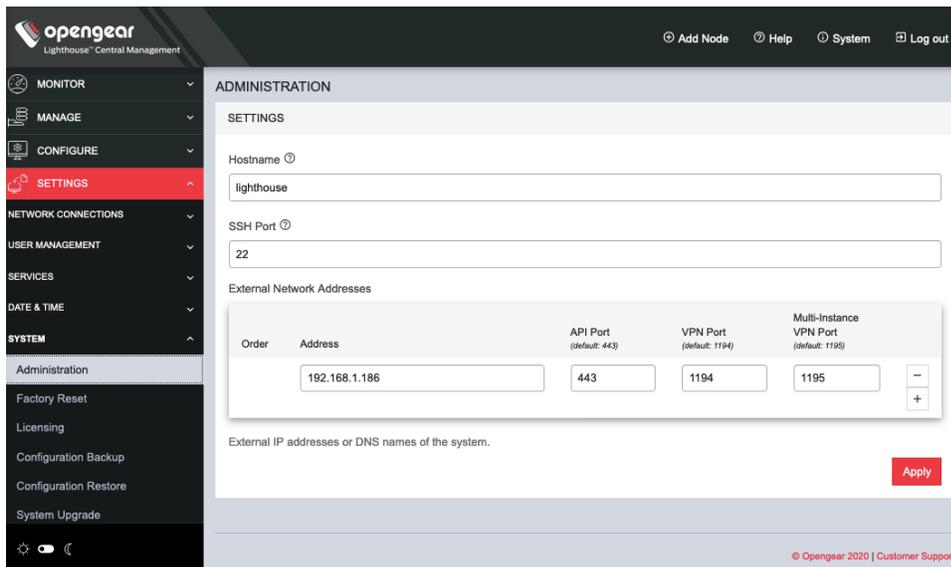 opengear
Lighthouse™ Central Management
Add Node
Help
System
Log out
MONITOR
MANAGE
CONFIGURE
SETTINGS
NETWORK CONNECTIONS
USER MANAGEMENT
SERVICES
DATE & TIME
SYSTEM
Administration
Factory Reset
Licensing
Configuration Backup
Configuration Restore
System Upgrade
ADMINISTRATION
SETTINGS
Hostname
lighthouse
SSH Port
22
External Network Addresses
Order Address API Port (default: 443) VPN Port (default: 1194) Multi-Instance VPN Port (default: 1195)
192.168.1.186 443 1194 1195
External IP addresses or DNS names of the system.
Apply
© Opengear 2020 | Customer Suppor